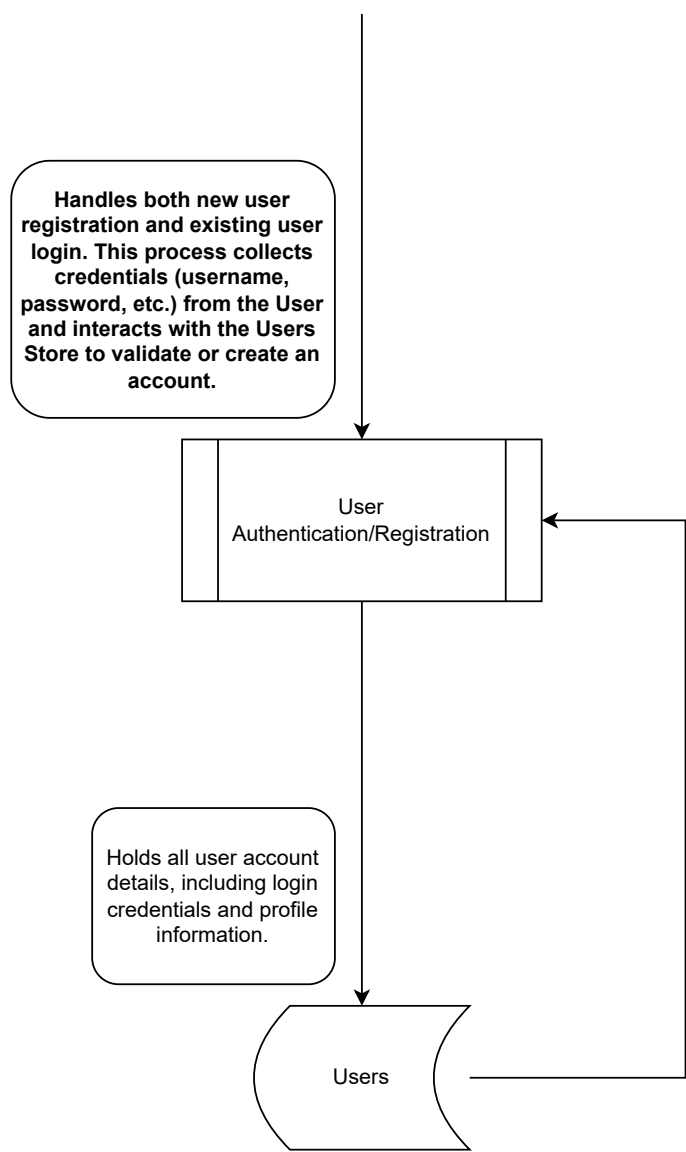 Handles both new user
registration and existing user
login. This process collects
credentials (username,
password, etc.) from the User
and interacts with the Users
Store to validate or create an
account.
User
Authentication/Registration
Holds all user account
details, including login
credentials and profile
information.
Users